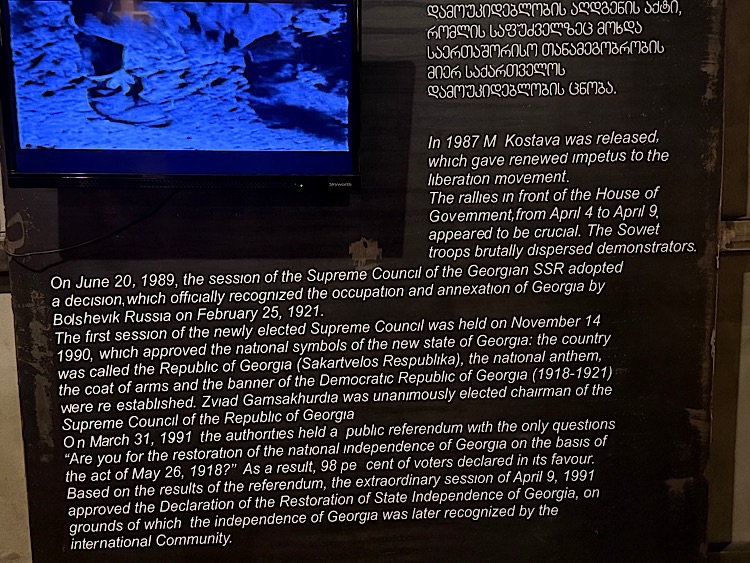 ᲓᲐᲛᲝᲣᲙᲘᲓᲔᲑᲚᲝᲑᲘᲡ ᲐᲦᲓᲒᲔᲜᲘᲡ ᲐᲥᲢᲘ,
ᲠᲝᲛᲚᲘᲡ ᲡᲐᲤᲣᲫᲕᲔᲚᲖᲔᲪ ᲛᲝᲮᲓᲐ
ᲡᲐᲔᲠᲗᲐᲨᲝᲠᲘᲡᲝ ᲗᲐᲜᲐᲛᲔᲒᲝᲑᲠᲝᲑᲘᲡ
ᲛᲘᲔᲠ ᲡᲐᲥᲐᲠᲗᲕᲔᲚᲝᲡ
ᲓᲐᲛᲝᲣᲙᲘᲓᲔᲑᲚᲝᲑᲘᲡ ᲪᲜᲝᲑᲐ.
In 1987 M Kostava was released,
which gave renewed impetus to the
liberation movement.
The rallies in front of the House of
Government,from April 4 to April 9,
appeared to be crucial. The Soviet
troops brutally dispersed demonstrators.
Skyworth
On June 20, 1989, the session of the Supreme Council of the Georgian SSR adopted
a decision,which officially recognized the occupation and annexation of Georgia by
Bolshevik Russia on February 25, 1921.
The first session of the newly elected Supreme Council was held on November 14
1990, which approved the national symbols of the new state of Georgia: the country
was called the Republic of Georgia (Sakartvelos Respublika), the national anthem,
the coat of arms and the banner of the Democratic Republic of Georgia (1918-1921)
were re established. Zviad Gamsakhurdia was unanimously elected chairman of the
Supreme Council of the Republic of Georgia
On March 31, 1991 the authorities held a public referendum with the only questions
“Are you for the restoration of the national independence of Georgia on the basis of
the act of May 26, 1918?” As a result, 98 pe cent of voters declared in its favour.
Based on the results of the referendum, the extraordinary session of April 9, 1991
approved the Declaration of the Restoration of State Independence of Georgia, on
grounds of which the independence of Georgia was later recognized by the
international Community.